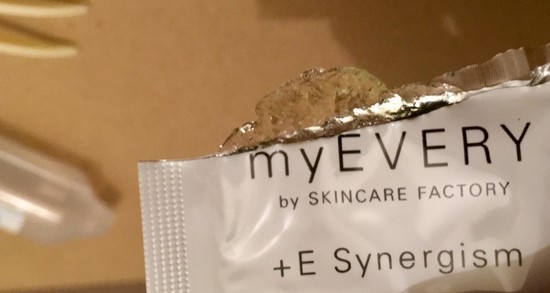 myEVERY
by SKINCARE FACTORY
+E Synergism